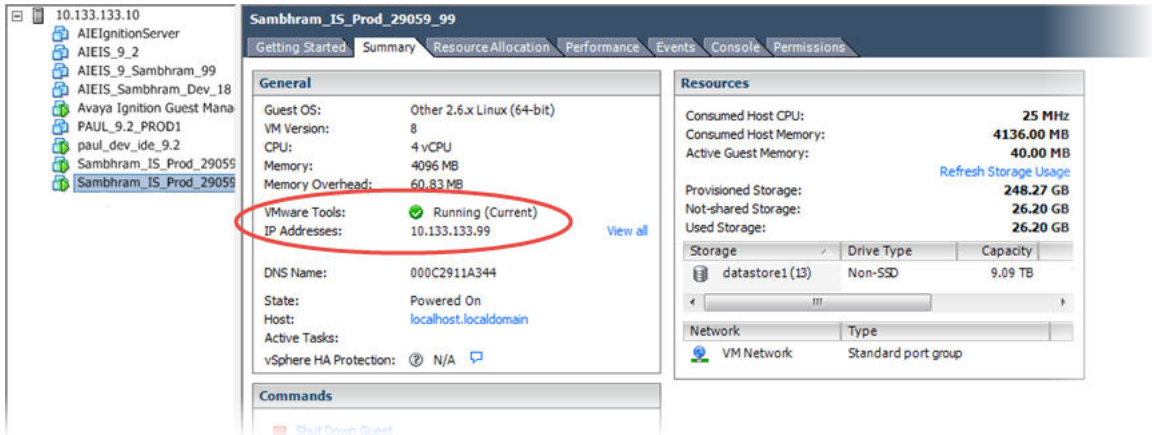 10.133.133.10
AIEIgnitionServer
AIEIS_9_2
AIEIS_9_Sambhram_99
AIEIS_Sambhram_Dev_18
Avaya Ignition Guest Mana
PAUL_9.2_PROD1
paul_dev_ide_9.2
Sambhram_IS_Prod_29059
Sambhram_IS_Prod_29059
Sambhram_IS_Prod_29059_99
Getting Started Summary Resource Allocation Performance Events Console Permissions
General
Guest OS: Other 2.6.x Linux (64-bit)
VM Version: 8
CPU: 4 vCPU
Memory: 4096 MB
Memory Overhead: 60.83 MB
VMware Tools: Running (Current)
IP Addresses: 10.133.133.99 View all
DNS Name: 000C2911A344
State: Powered On
Host: localhost.localdomain
Active Tasks:
vSphere HA Protection: N/A
Commands
Shut Down Guest
Resources
Consumed Host CPU: 25 MHz
Consumed Host Memory: 4136.00 MB
Active Guest Memory: 40.00 MB
Refresh Storage Usage
Provisioned Storage: 248.27 GB
Not-shared Storage: 26.20 GB
Used Storage: 26.20 GB
Storage Drive Type Capacity
datastore1 (13) Non-SSD 9.09 TB
Network Type
VM Network Standard port group